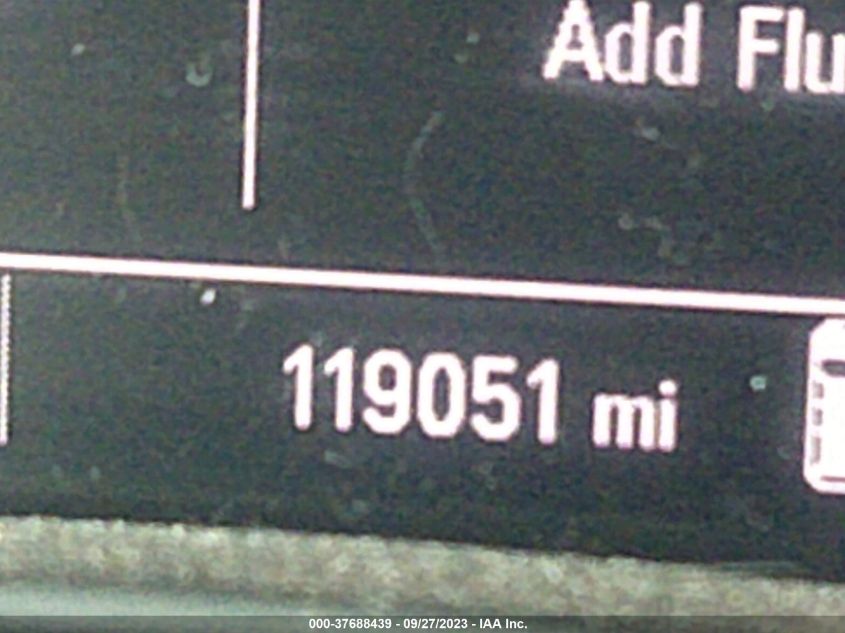 Add Flu
119051 mi
000-37688439 - 09/27/2023 - IAA Inc.